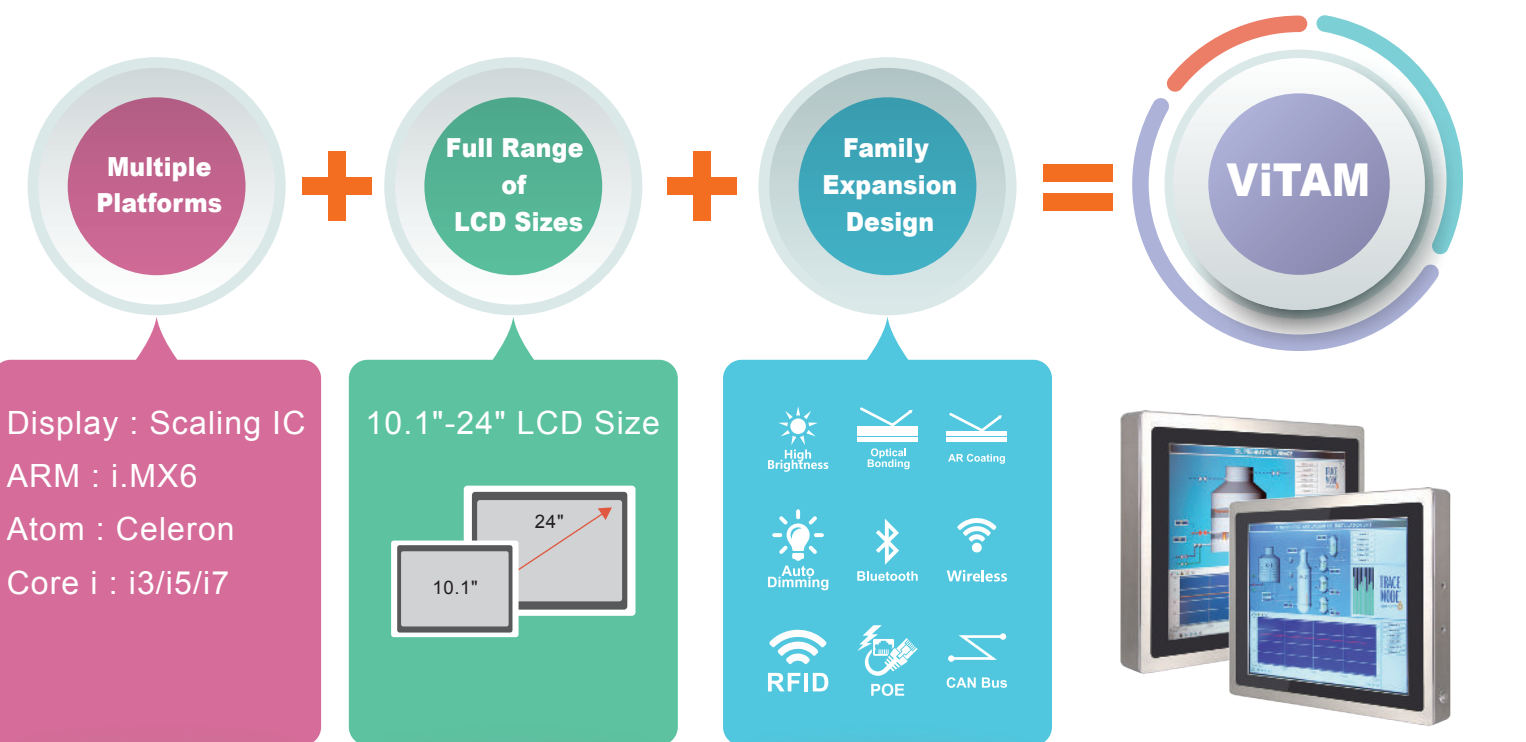 Multiple
Platforms
Full Range
of
LCD Sizes
Family
Expansion
Design
ViTAM
Display : Scaling IC
ARM : i.MX6
Atom : Celeron
Core i : i3/i5/i7
10.1"-24" LCD Size
24"
10.1"
High
Brightness
Optical
Bonding
AR Coating
Auto
Dimming
Bluetooth
Wireless
RFID
POE
CAN Bus
TRACE
MODE